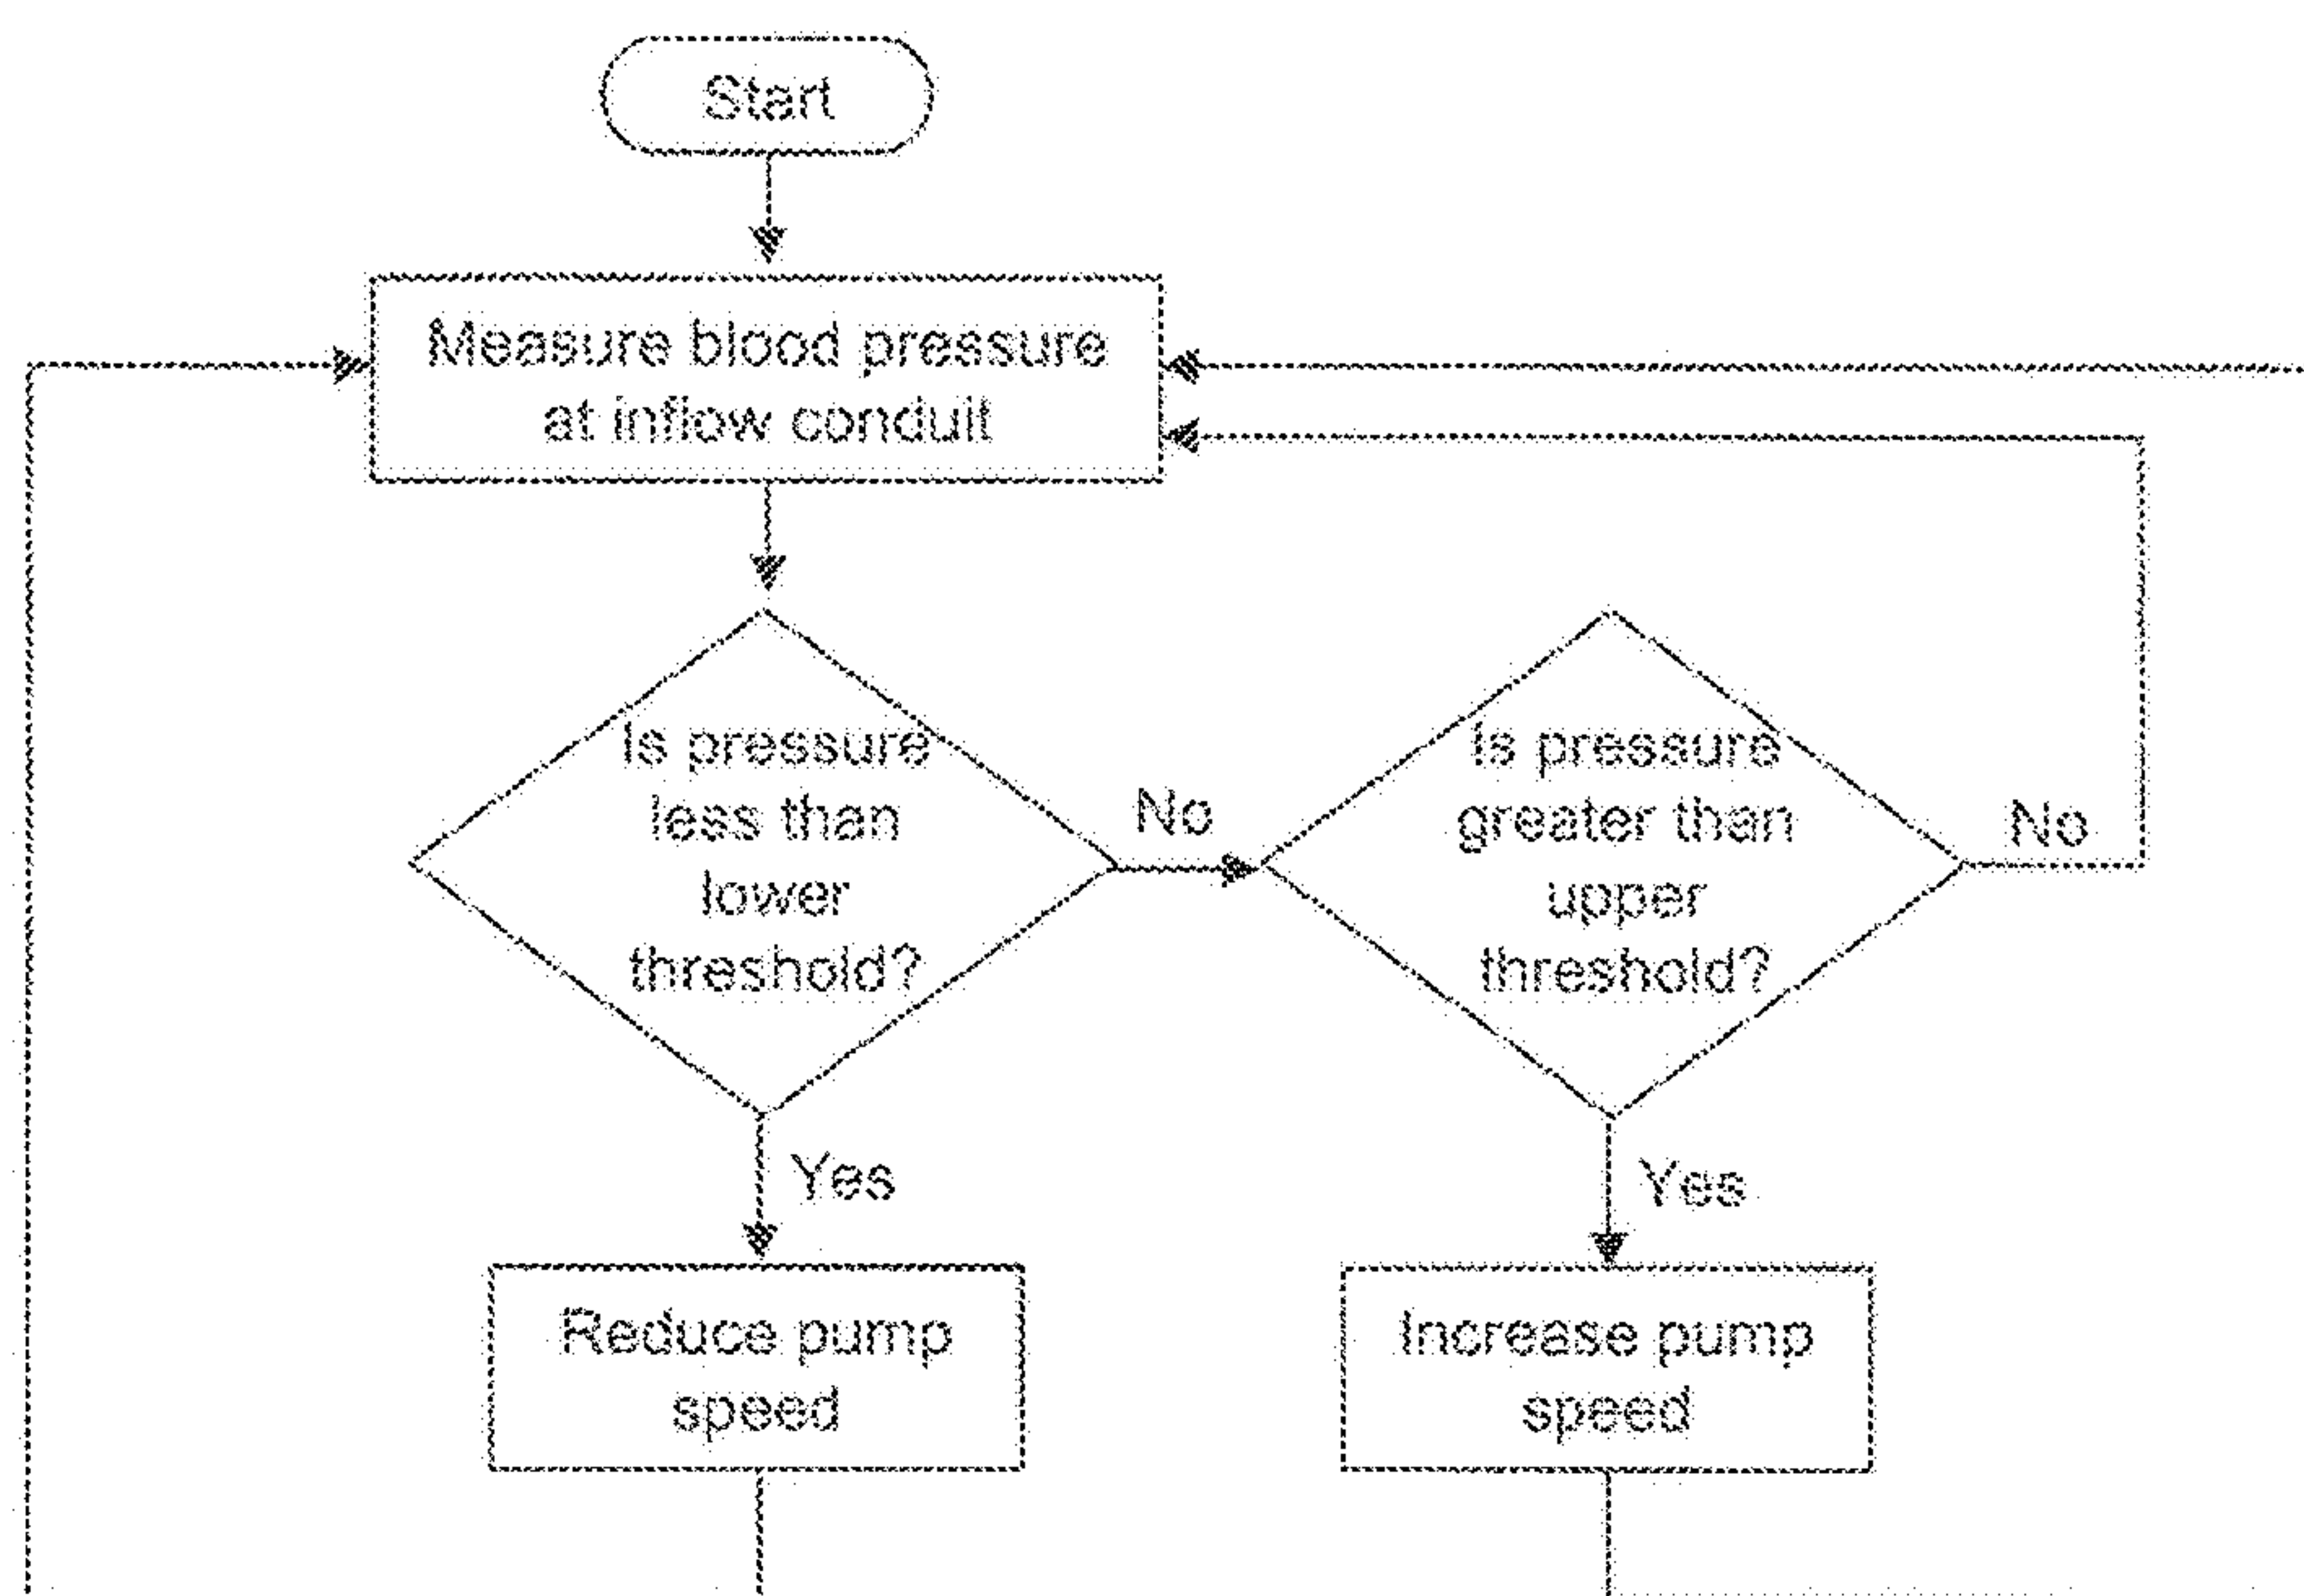 Start
Measure blood pressure
at inflow conduit
Is pressure
less than
lower
threshold?
No
Is pressure
greater than
upper
threshold?
No
Yes
Yes
Reduce pump
speed
Increase pump
speed